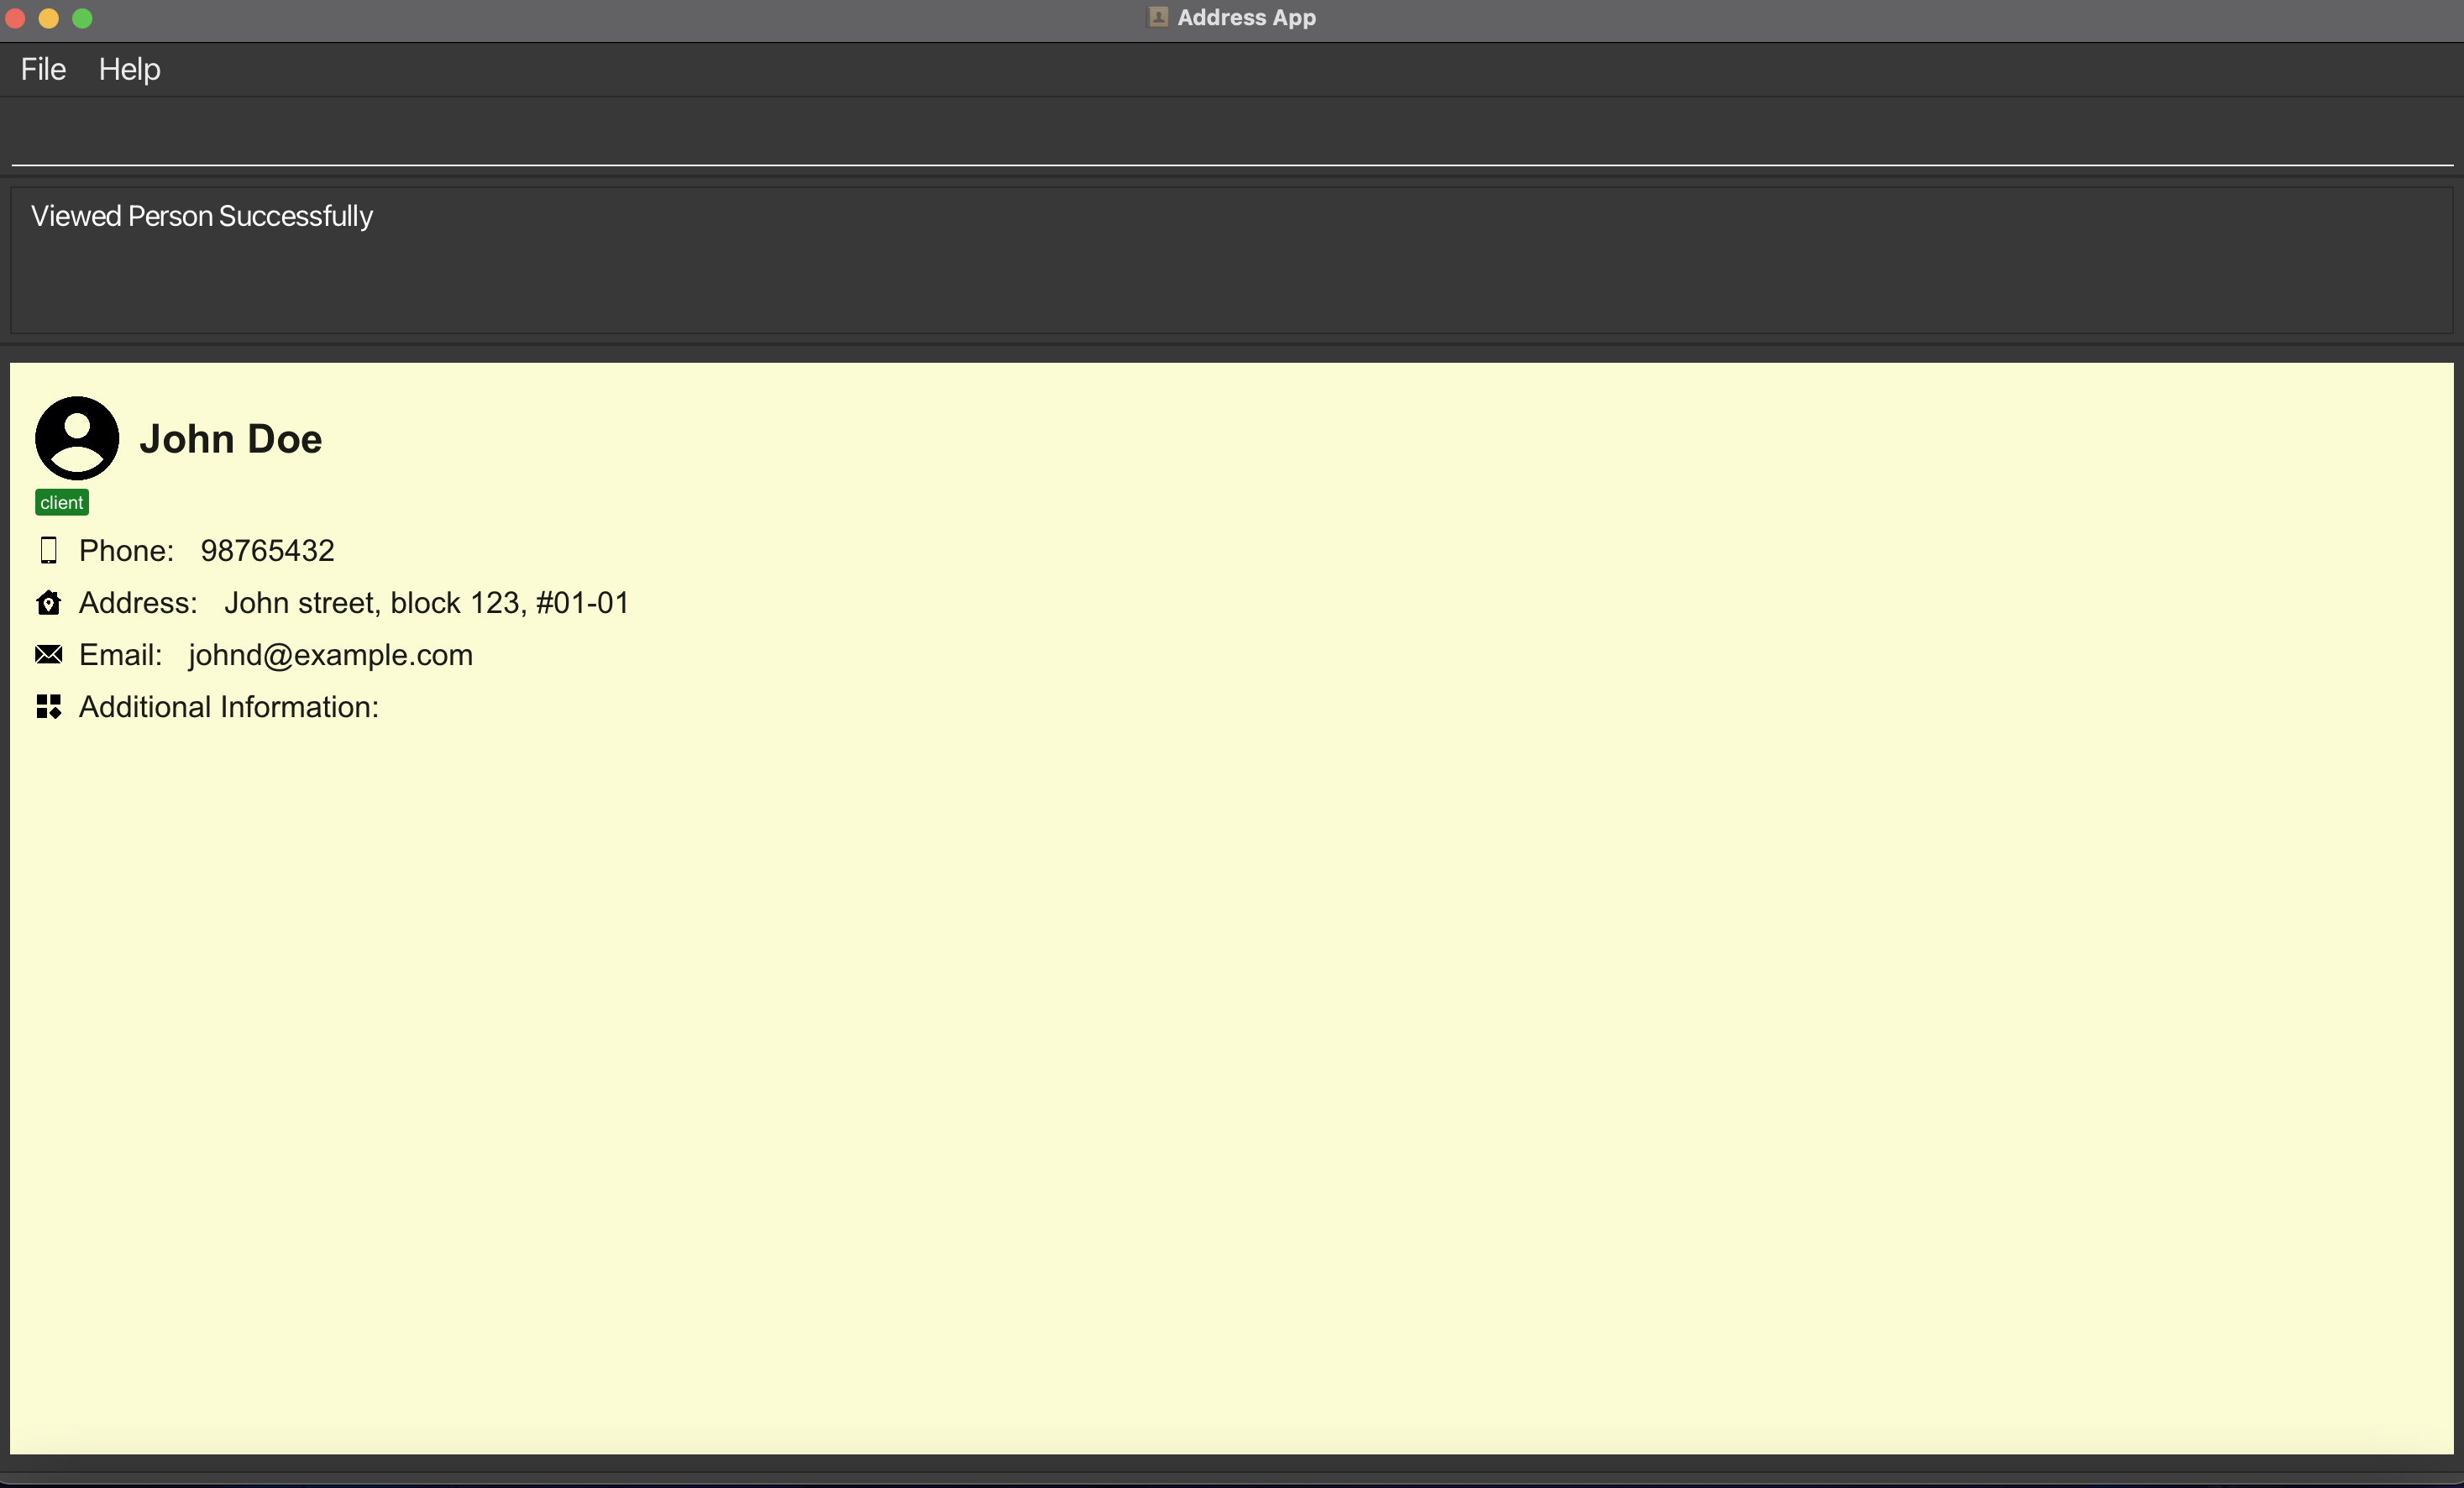 Address App
File Help
Viewed Person Successfully
John Doe
client
Phone: 98765432
Address: John street, block 123, #01-01
Email: johnd@example.com
Additional Information: